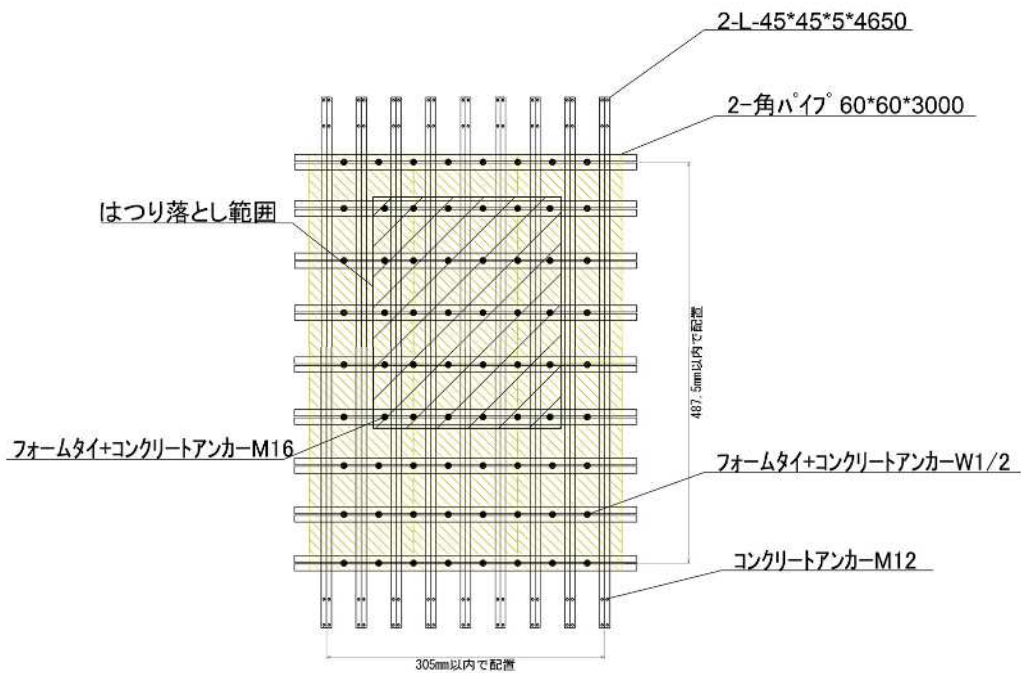 2-L-45*45*5*4650
2-角パイプ 60*60*3000
はつり落とし範囲
487.5mm以内で配置
フォームタイ+コンクリートアンカーM16
フォームタイ+コンクリートアンカーW1/2
コンクリートアンカーM12
305mm以内で配置